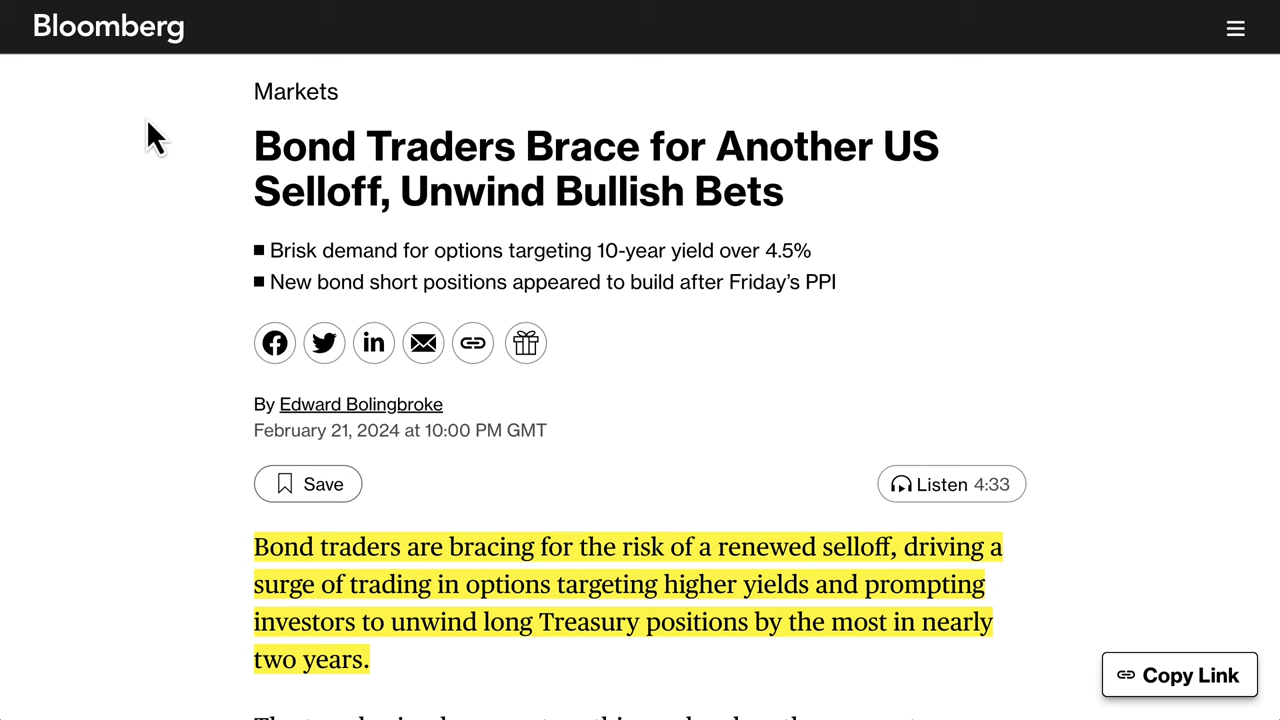 Bloomberg
Markets
Bond Traders Brace for Another US
Selloff, Unwind Bullish Bets
Brisk demand for options targeting 10-year yield over 4.5%
New bond short positions appeared to build after Friday's PPI
By Edward Bolingbroke
February 21, 2024 at 10:00 PM GMT
Save
Listen 4:33
Bond traders are bracing for the risk of a renewed selloff, driving a
surge of trading in options targeting higher yields and prompting
investors to unwind long Treasury positions by the most in nearly
two years.
Copy Link